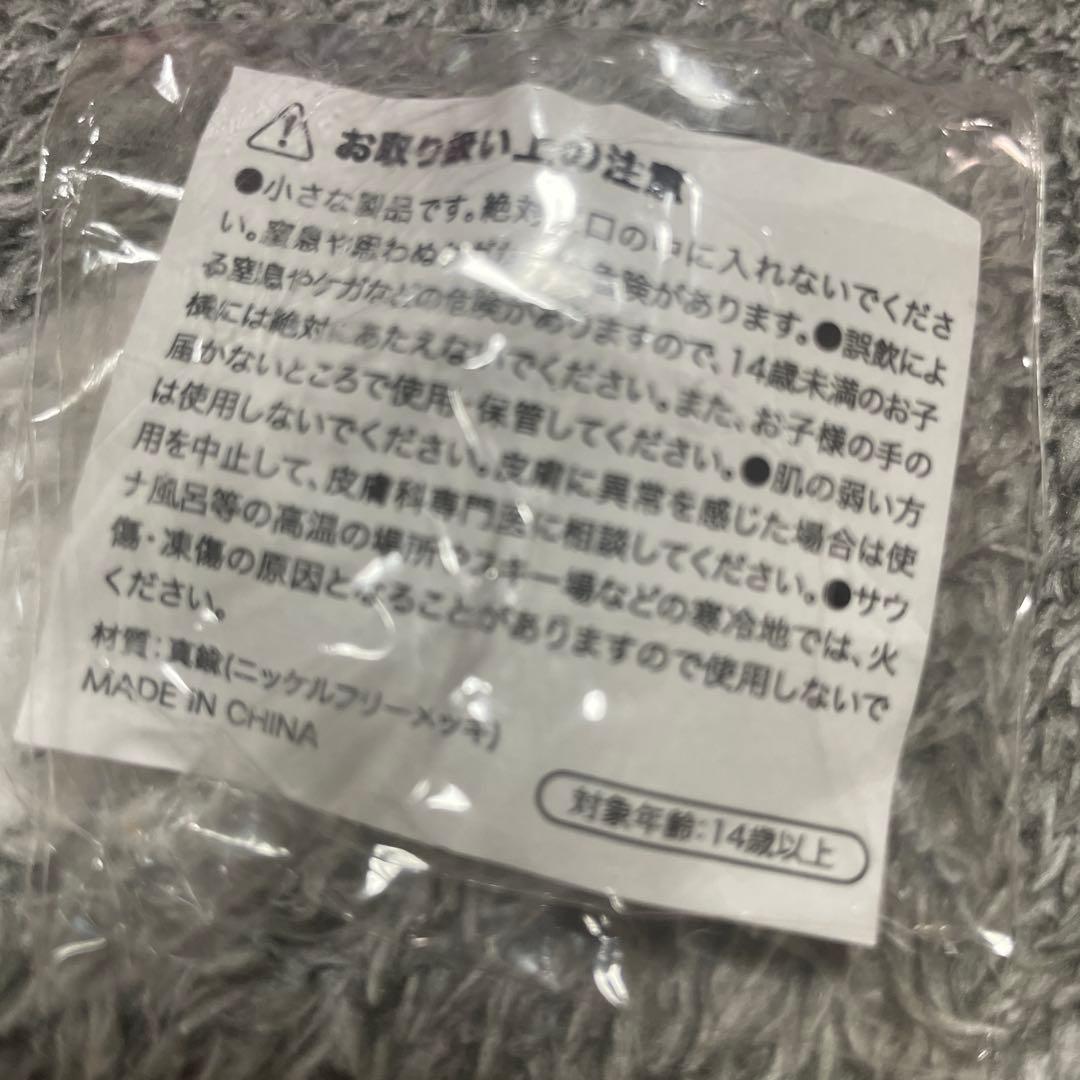 お取り扱い上の注意
●小さな製品です。絶対 口の中に入れないでくださ
い。窒息や思わぬ 危険があります。●誤飲によ
る窒息やケガなどの危険がありますので、14歳未満のお子
様には絶対にあたえないでください。また、お子様の手の
届かないところで使用・保管してください。●肌の弱い方
は使用しないでください。皮膚に異常を感じた場合は使
用を中止して、皮膚科専門医に相談してください。●サウ
ナ風呂等の高温の場所やスキー場などの寒冷地では、火
傷・凍傷の原因となることがありますので使用しないで
ください。
材質:真鍮(ニッケルフリーメッキ)
MADE IN CHINA
対象年齢:14歳以上